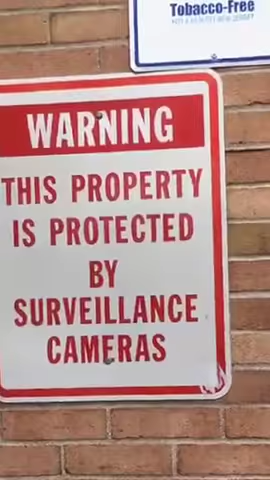 Tobacco-Free
WARNING
THIS PROPERTY
IS PROTECTED
BY
SURVEILLANCE
CAMERAS